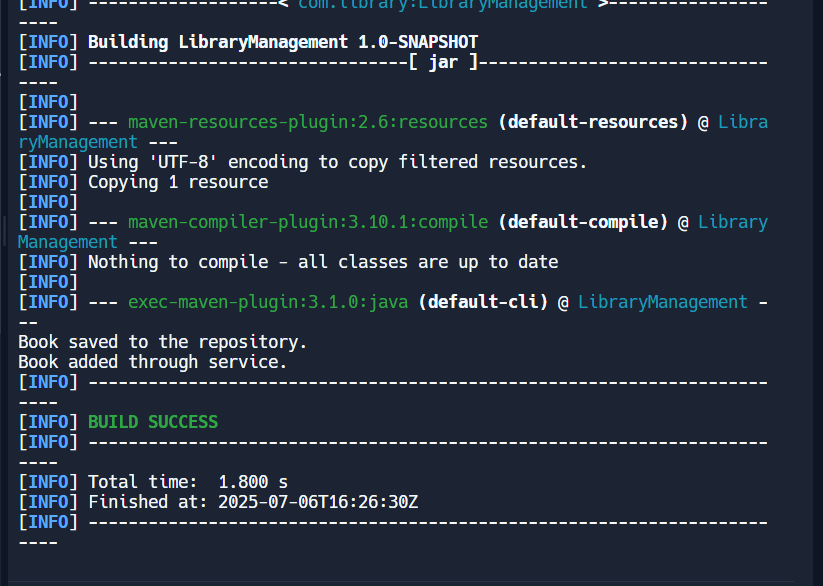 [INFO] -------------------< com.library:LibraryManagement >----------------
----
[INFO] Building LibraryManagement 1.0-SNAPSHOT
[INFO] --------------------------------[ jar ]-----------------------------
----
[INFO]
[INFO] --- maven-resources-plugin:2.6:resources (default-resources) @ Libra
ryManagement ---
[INFO] Using 'UTF-8' encoding to copy filtered resources.
[INFO] Copying 1 resource
[INFO]
[INFO] --- maven-compiler-plugin:3.10.1:compile (default-compile) @ Library
Management ---
[INFO] Nothing to compile - all classes are up to date
[INFO]
[INFO] --- exec-maven-plugin:3.1.0:java (default-cli) @ LibraryManagement -
--
Book saved to the repository.
Book added through service.
[INFO] --------------------------------------------------------------------
----
[INFO] BUILD SUCCESS
[INFO] --------------------------------------------------------------------
----
[INFO] Total time:  1.800 s
[INFO] Finished at: 2025-07-06T16:26:30Z
[INFO] --------------------------------------------------------------------
----